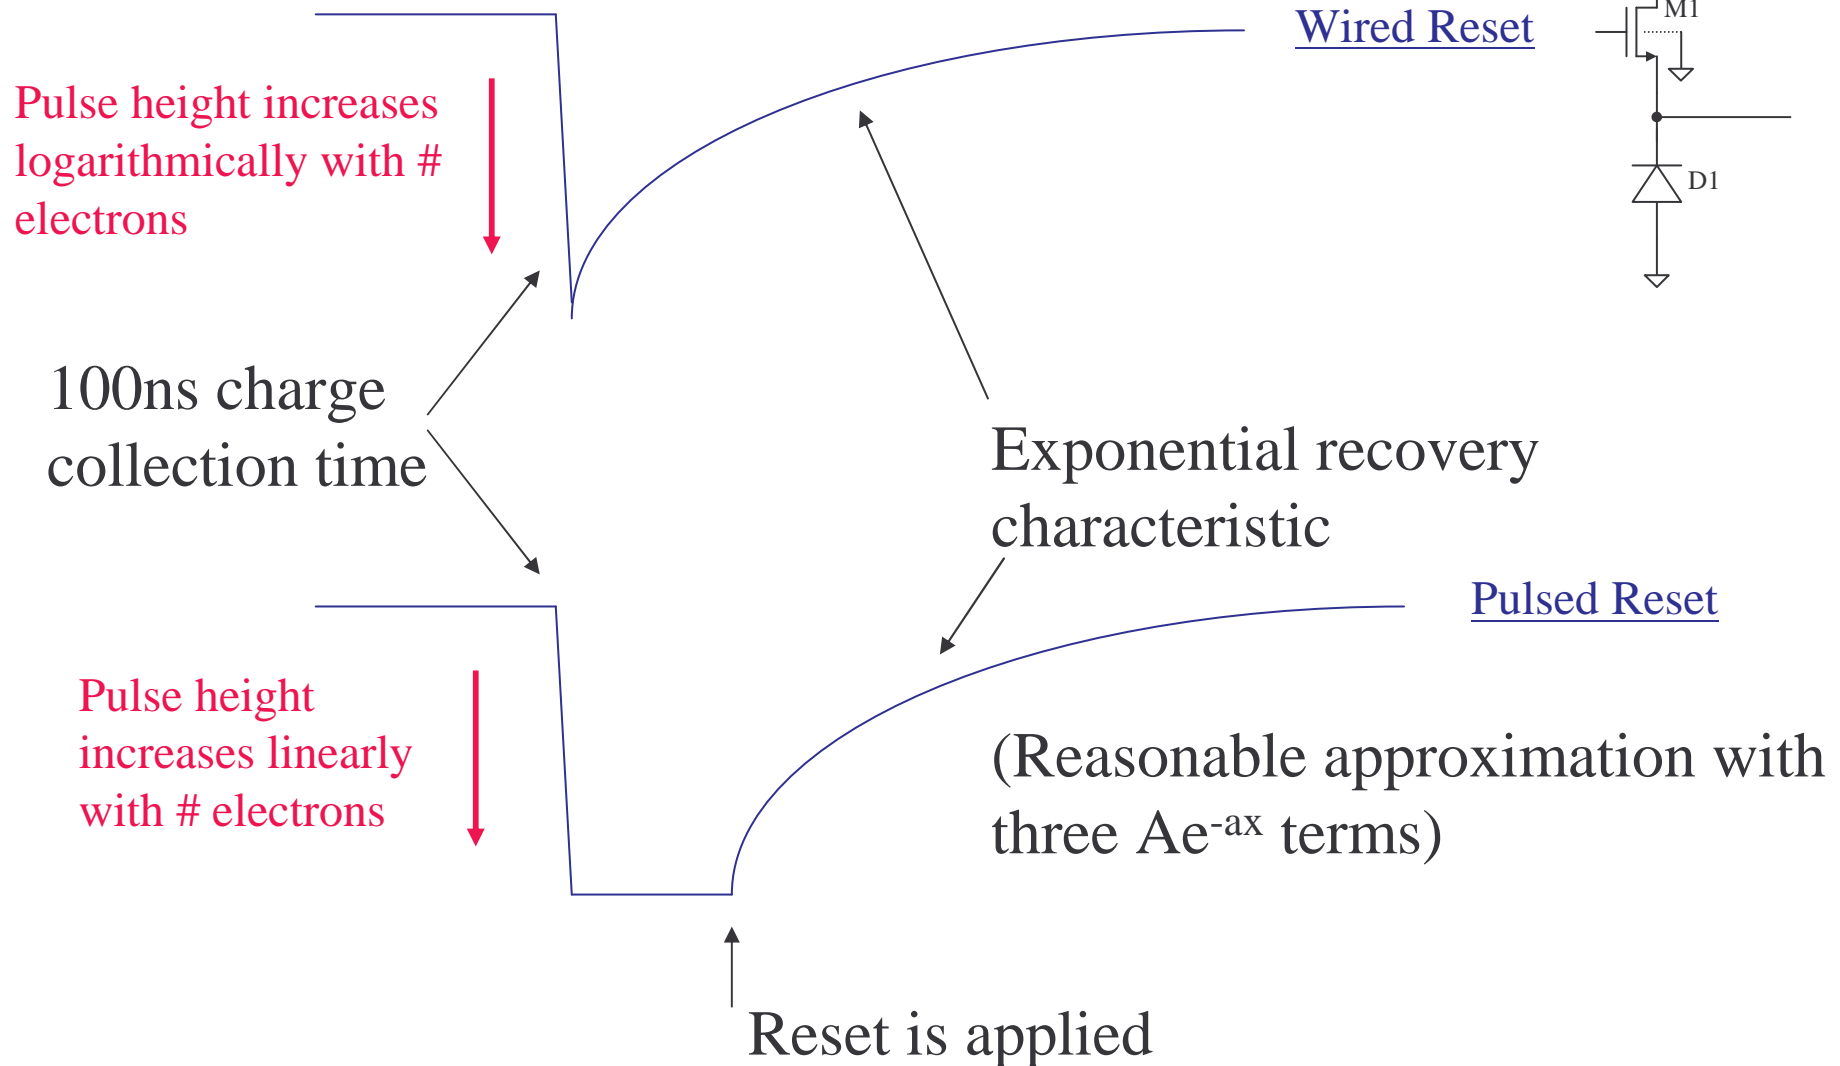 Wired Reset
M1
Pulse height increases
logarithmically with #
electrons
D1
100ns charge
collection time
Exponential recovery
characteristic
Pulsed Reset
Pulse height
increases linearly
with # electrons
(Reasonable approximation with
three Ae-ax terms)
Reset is applied